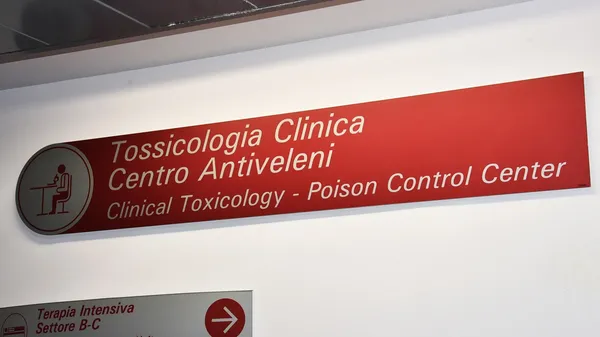 Tossicologia Clinica
Centro Antiveleni
Clinical Toxicology - Poison Control Center
Terapia Intensiva
Settore B-C